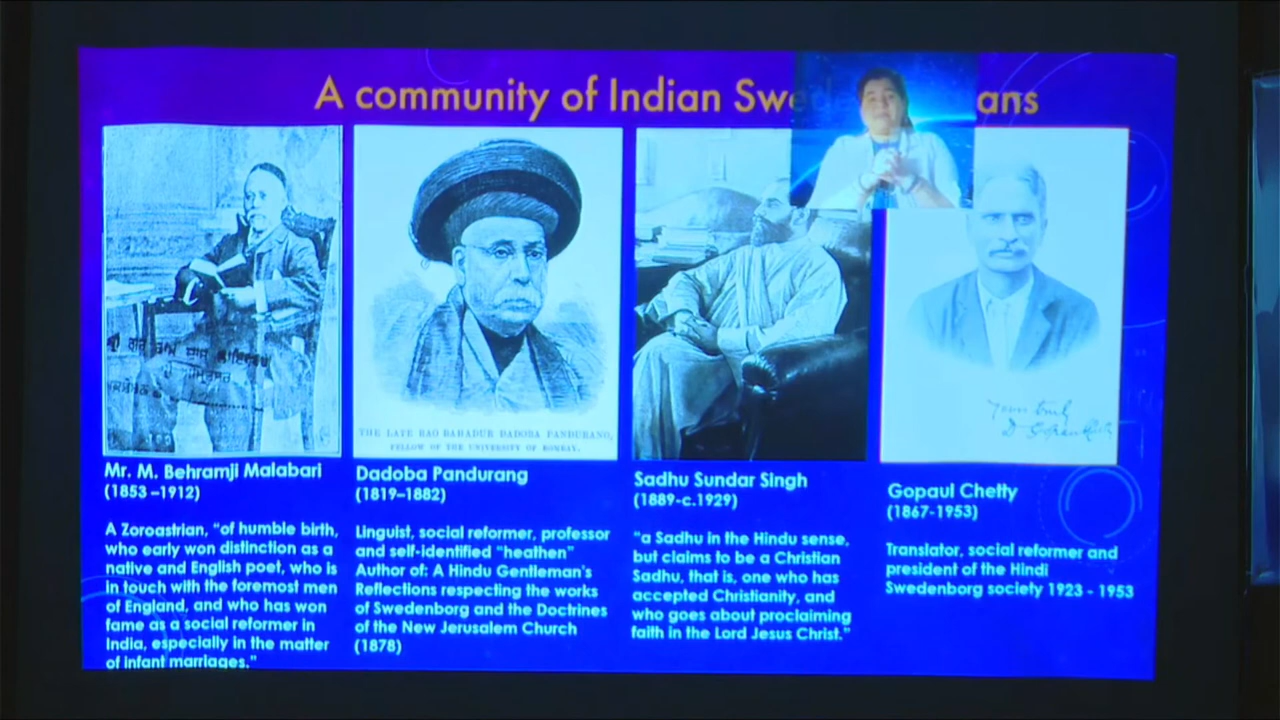 A community of Indian
THE LATE RAO BAHADUR DADOBA PANDURANG,
FELLOW OF THE UNIVERSITY OF BOMBAY.
Yours truly
Mr. M. Behramji Malabari
(1853 –1912)
A Zoroastrian, “of humble birth,
who early won distinction as a
native and English poet, who is
in touch with the foremost men
of England, and who has won
fame as a social reformer in
India, especially in the matter
of infant marriages.”
Dadoba Pandurang
(1819–1882)
Linguist, social reformer, professor
and self-identified “heathen”
Author of: A Hindu Gentleman's
Reflections respecting the works
of Swedenborg and the Doctrines
of the New Jerusalem Church
(1878)
Sadhu Sundar Singh
(1889-c.1929)
“a Sadhu in the Hindu sense,
but claims to be a Christian
Sadhu, that is, one who has
accepted Christianity, and
who goes about proclaiming
faith in the Lord Jesus Christ.”
Gopaul Chetty
(1867-1953)
Translator, social reformer and
president of the Hindi
Swedenborg society 1923 - 1953